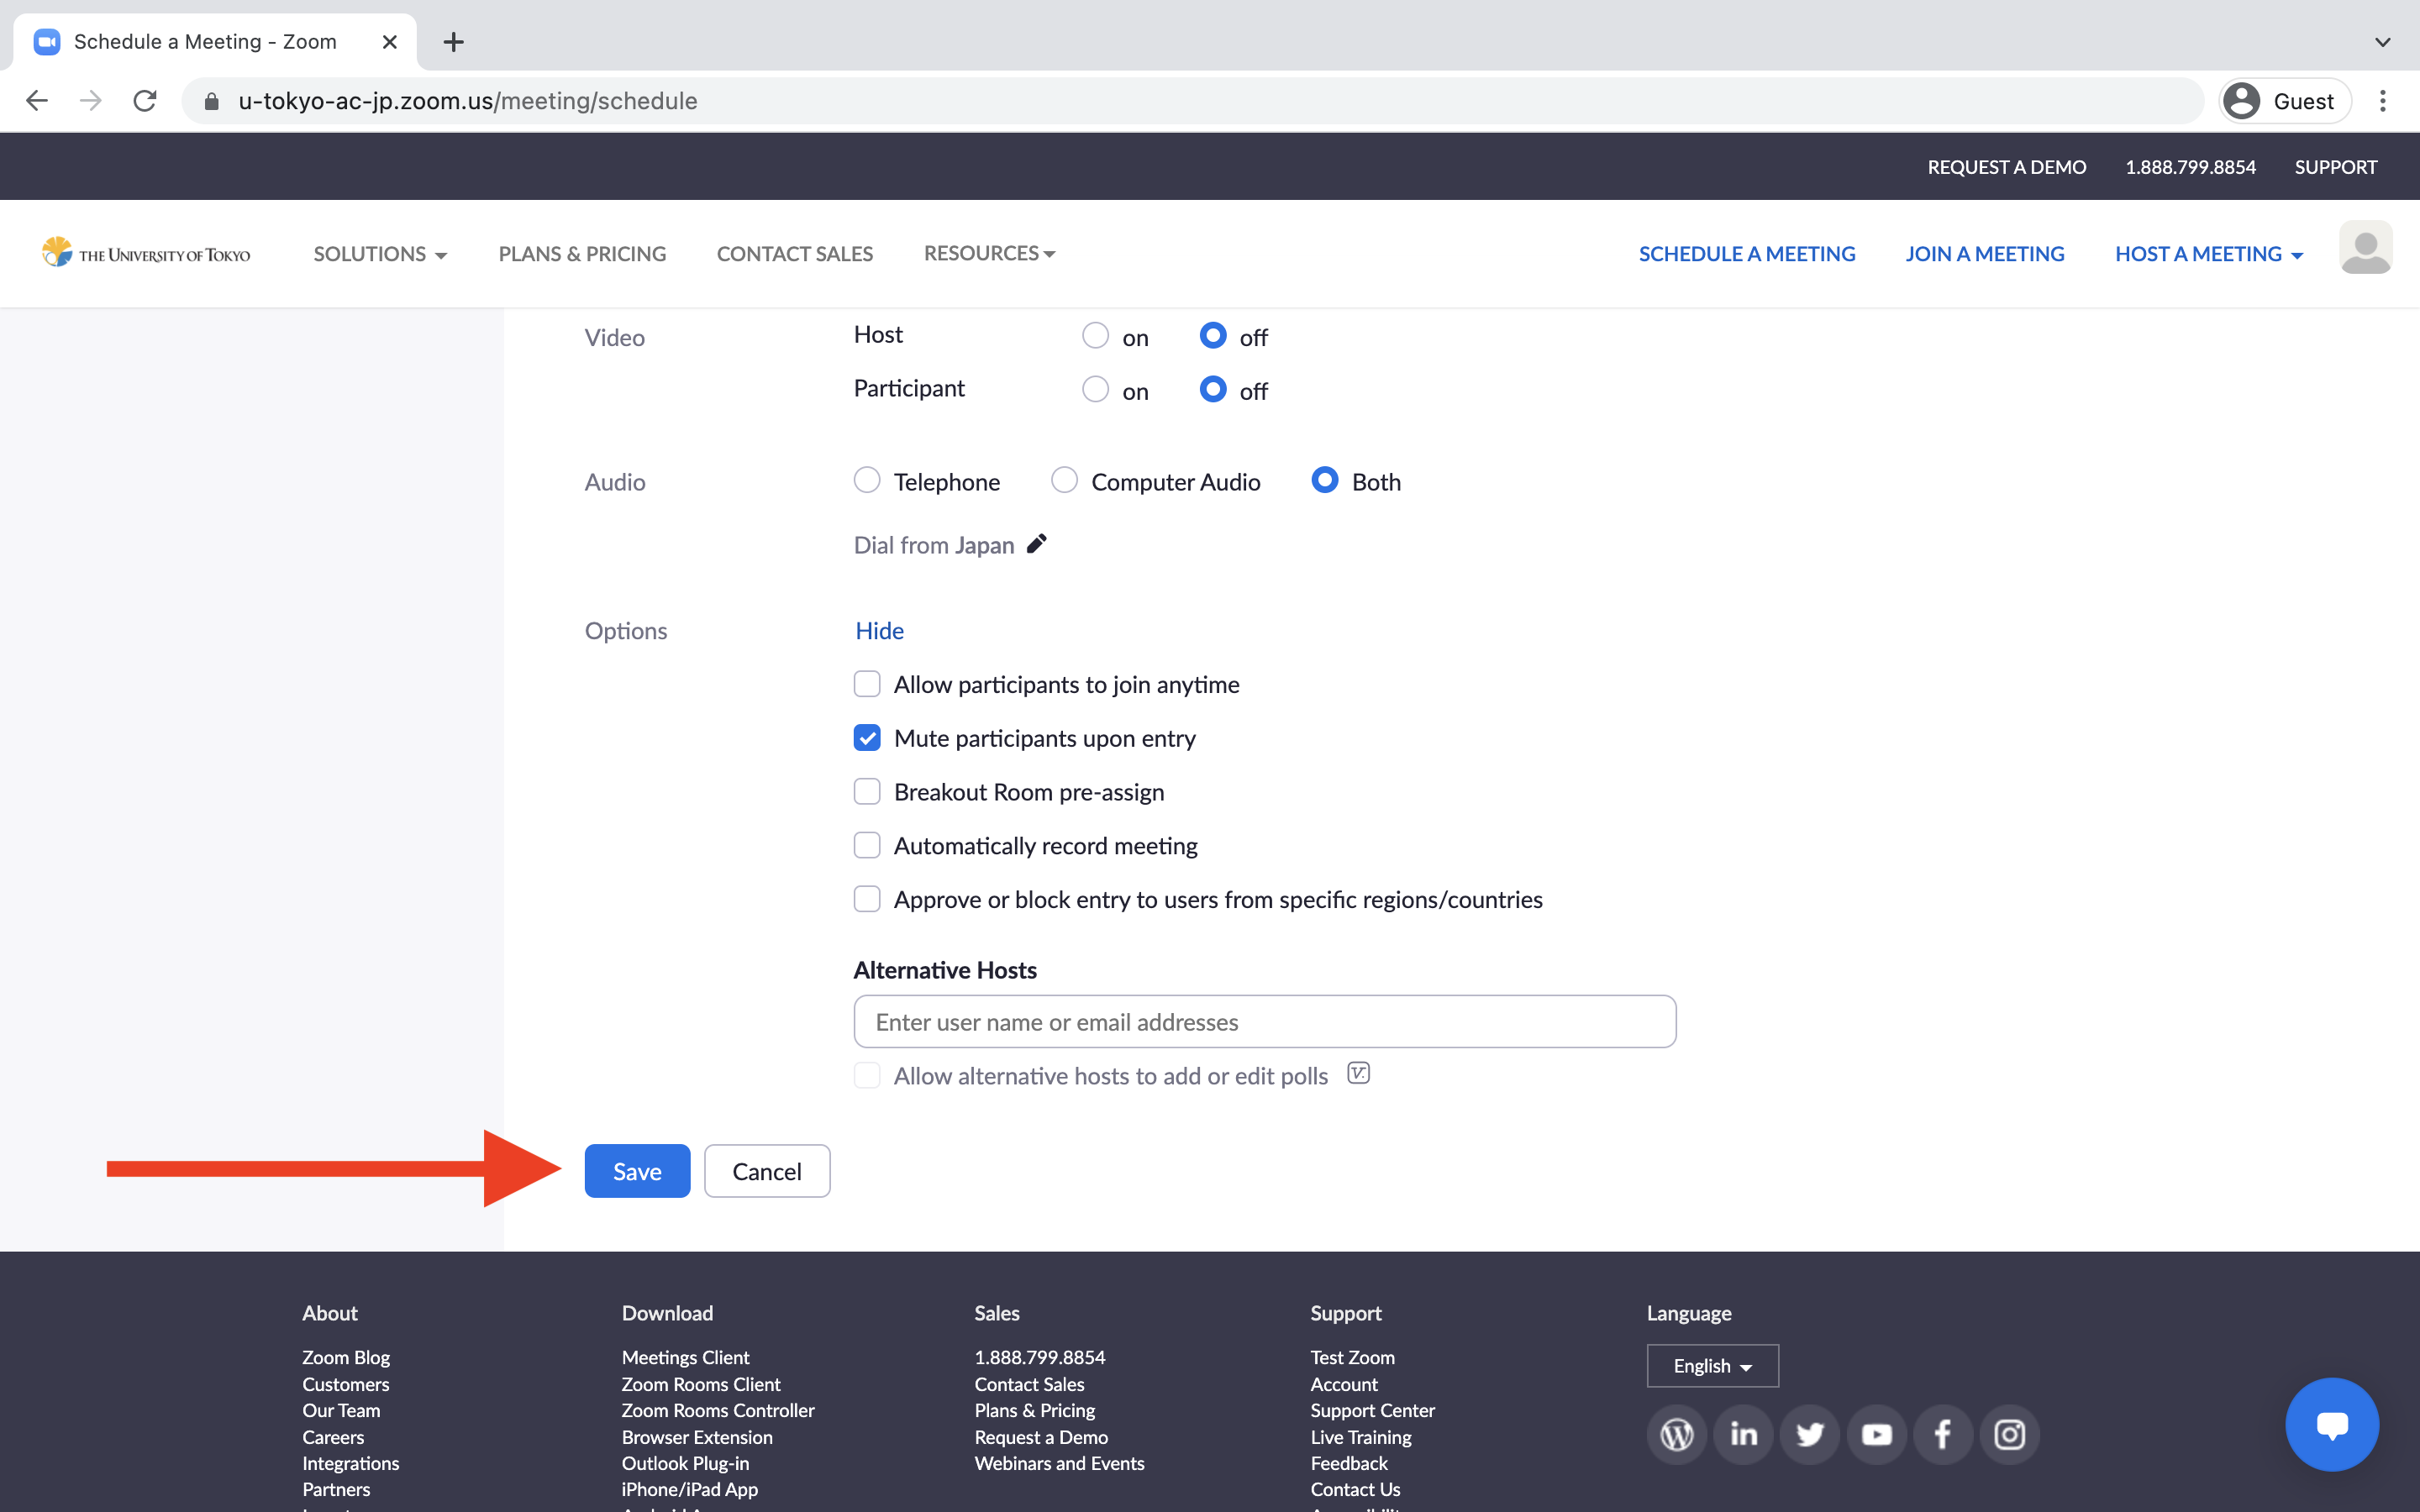 Schedule a Meeting - Zoom
u-tokyo-ac-jp.zoom.us/meeting/schedule
Guest
REQUEST A DEMO 1.888.799.8854 SUPPORT
THE UNIVERSITY OF TOKYO SOLUTIONS PLANS & PRICING CONTACT SALES RESOURCES SCHEDULE A MEETING JOIN A MEETING HOST A MEETING
Video Host on off
Participant on off
Audio Telephone Computer Audio Both
Dial from Japan
Options Hide
Allow participants to join anytime
Mute participants upon entry
Breakout Room pre-assign
Automatically record meeting
Approve or block entry to users from specific regions/countries
Alternative Hosts
Enter user name or email addresses
Allow alternative hosts to add or edit polls
Save Cancel
About
Zoom Blog
Customers
Our Team
Careers
Integrations
Partners
Download
Meetings Client
Zoom Rooms Client
Zoom Rooms Controller
Browser Extension
Outlook Plug-in
iPhone/iPad App
Sales
1.888.799.8854
Contact Sales
Plans & Pricing
Request a Demo
Webinars and Events
Support
Test Zoom
Account
Support Center
Live Training
Feedback
Contact Us
Language
English